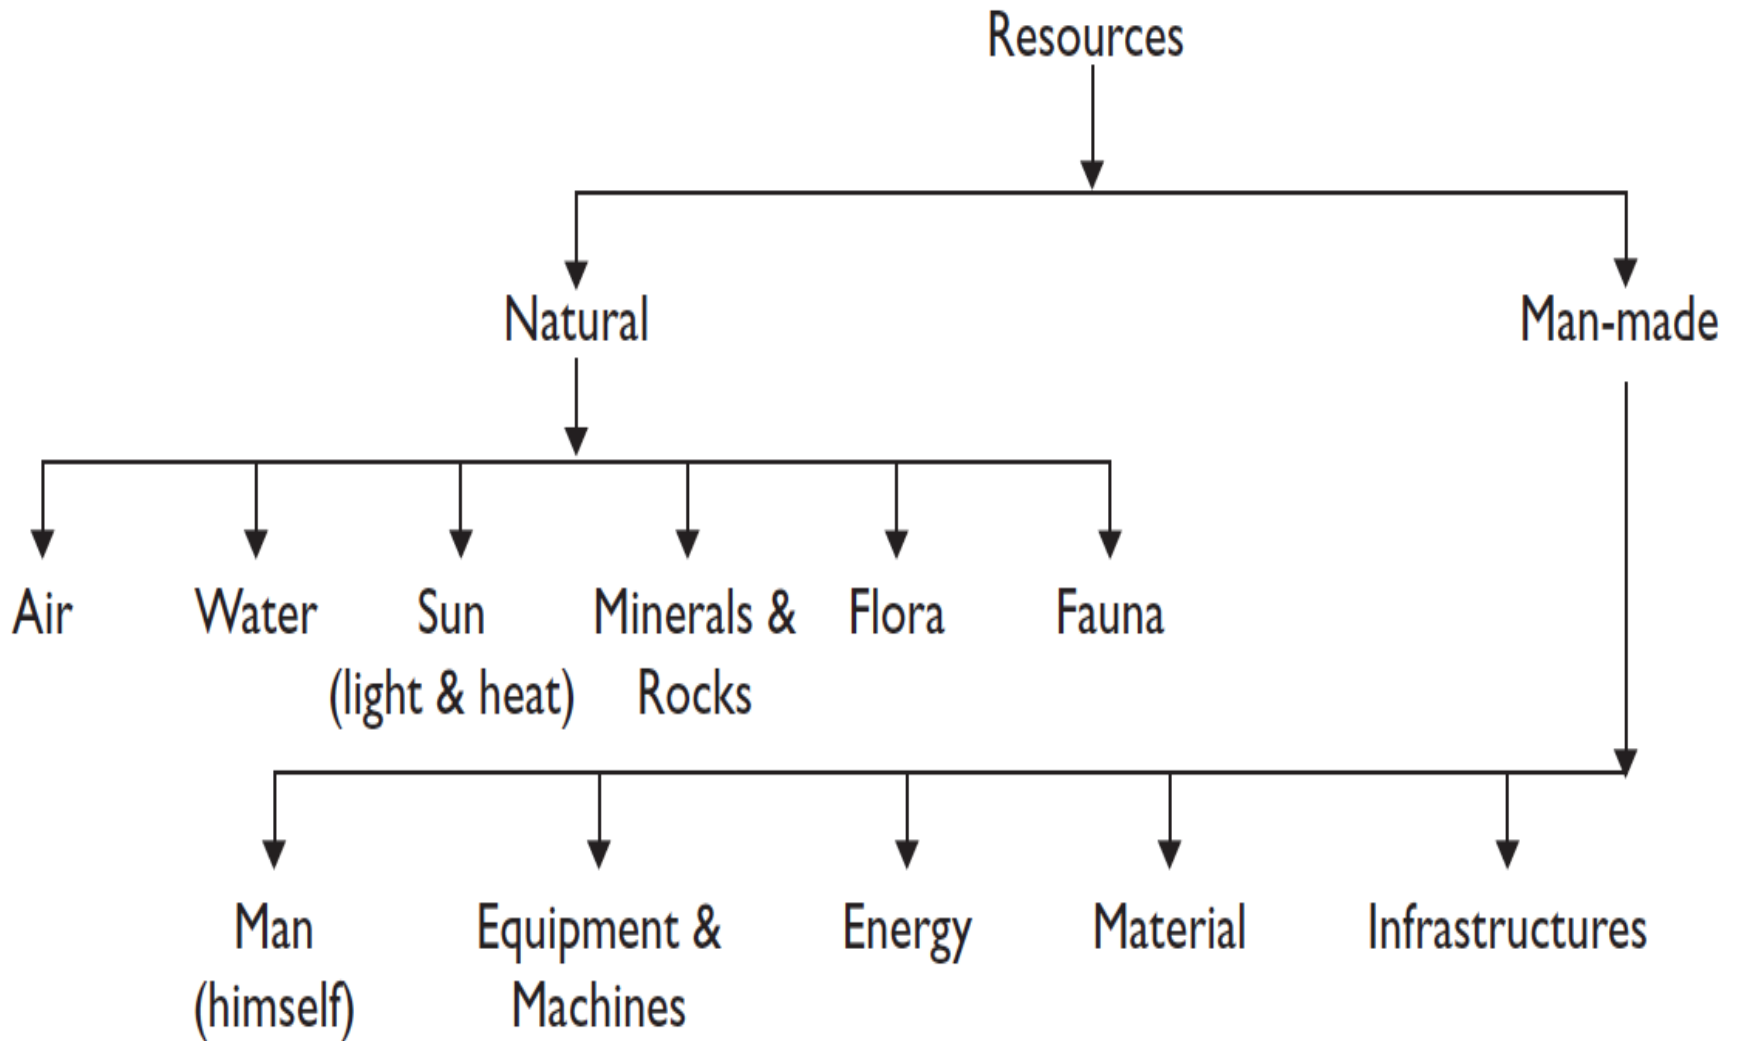 Resources
Natural Man-made
Air Water Sun Minerals & Flora Fauna
(light & heat) Rocks
Man Equipment & Energy Material Infrastructures
(himself) Machines